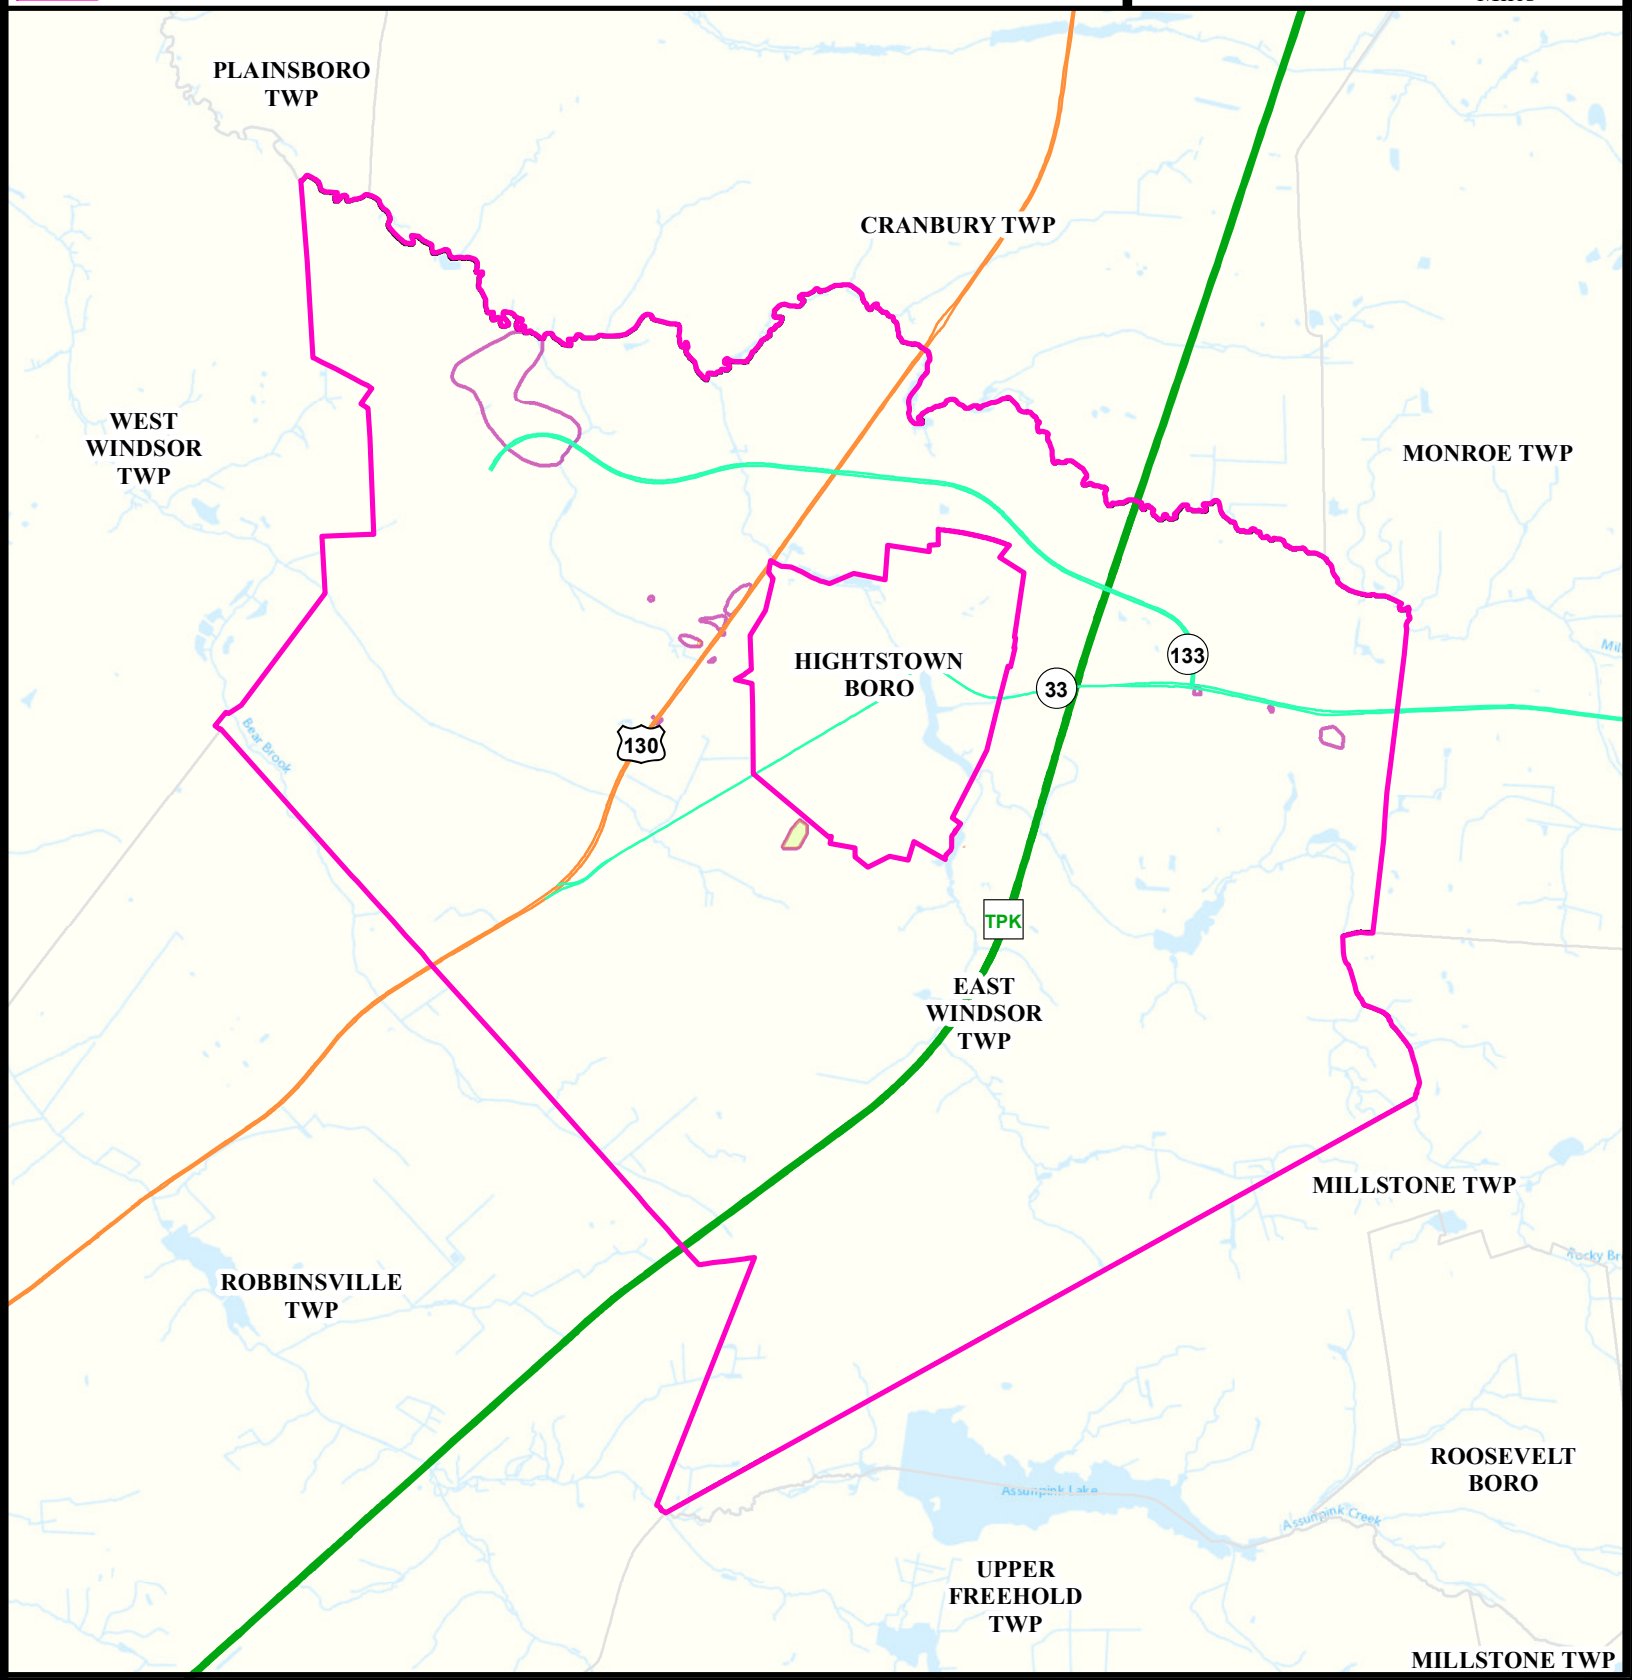 PLAINSBORO
TWP
CRANBURY TWP
WEST
WINDSOR
TWP
MONROE TWP
HIGHTSTOWN
BORO
133
33
130
Bear Brook
TPK
EAST
WINDSOR
TWP
MILLSTONE TWP
ROBBINSVILLE
TWP
ROOSEVELT
BORO
Assunpink Lake
Assunpink Creek
UPPER
FREEHOLD
TWP
MILLSTONE TWP